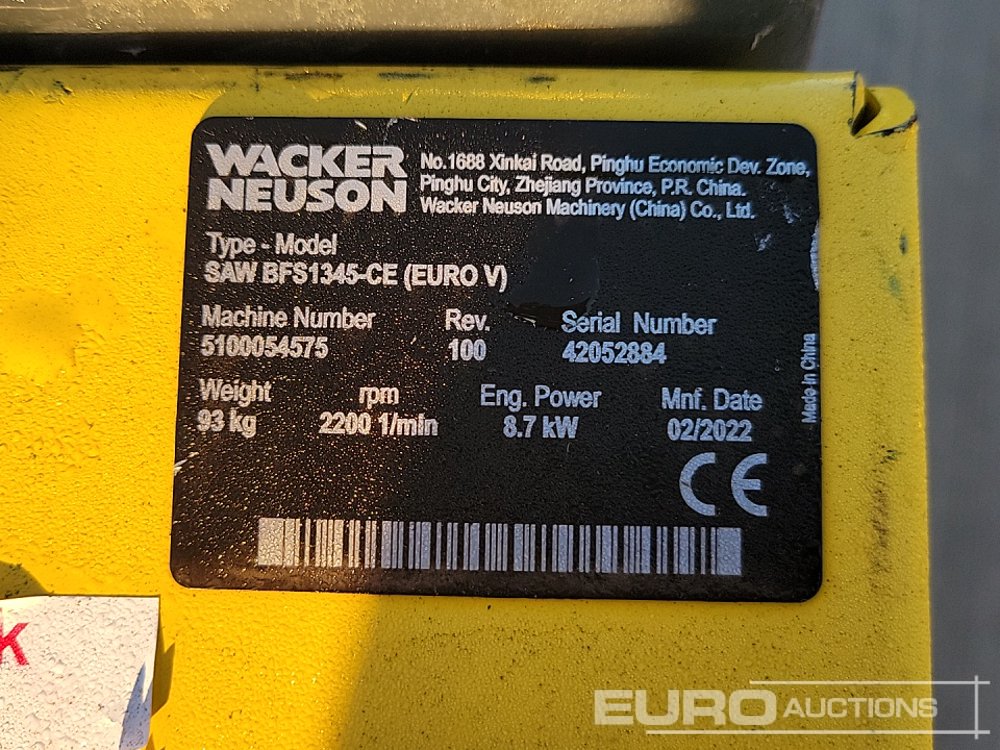 WACKER
NEUSON
No.1688 Xinkai Road, Pinghu Economic Dev. Zone,
Pinghu City, Zhejiang Province, P.R. China.
Wacker Neuson Machinery (China) Co., Ltd.
Type - Model
SAW BFS1345-CE (EURO V)
Machine Number Rev. Serial Number
5100054575 100 42052884
Weight rpm Eng. Power Mnf. Date
93 kg 2200 1/min 8.7 kW 02/2022
Made in China
CE
k
EURO AUCTIONS